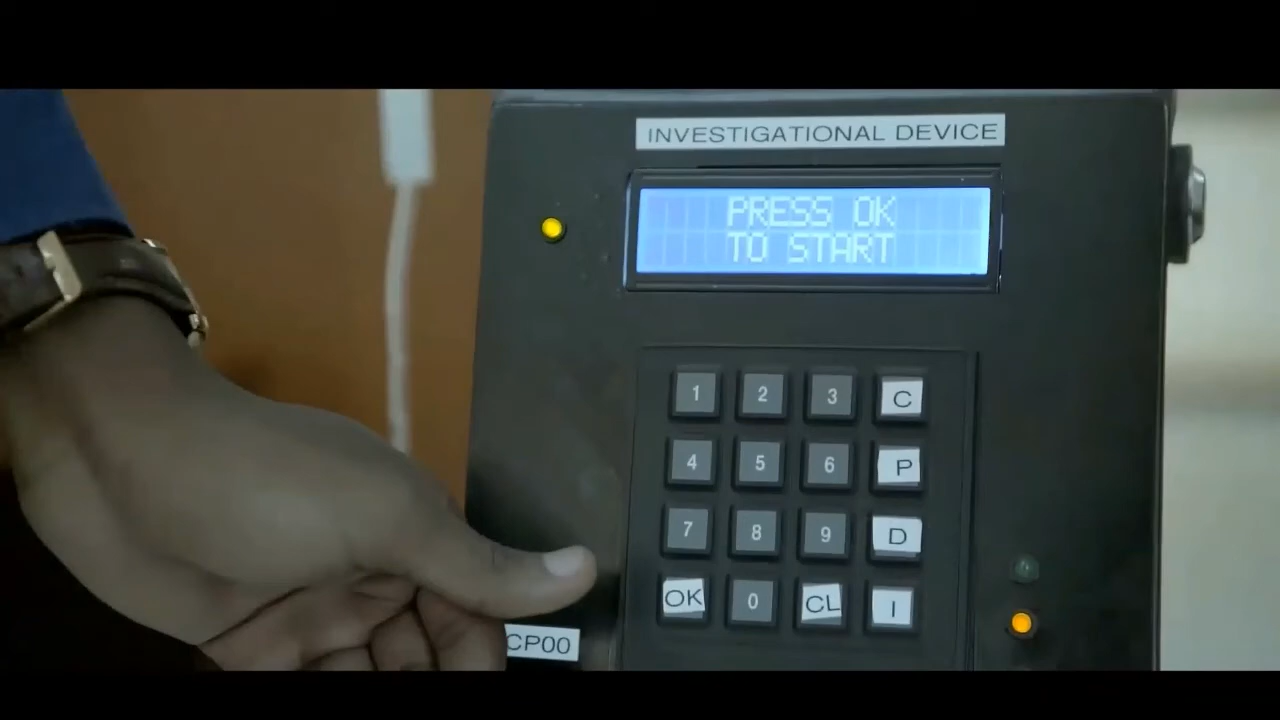 INVESTIGATIONAL DEVICE
PRESS OK
TO START
1 2 3 C
4 5 6 P
7 8 9 D
OK 0 CL I
CP00